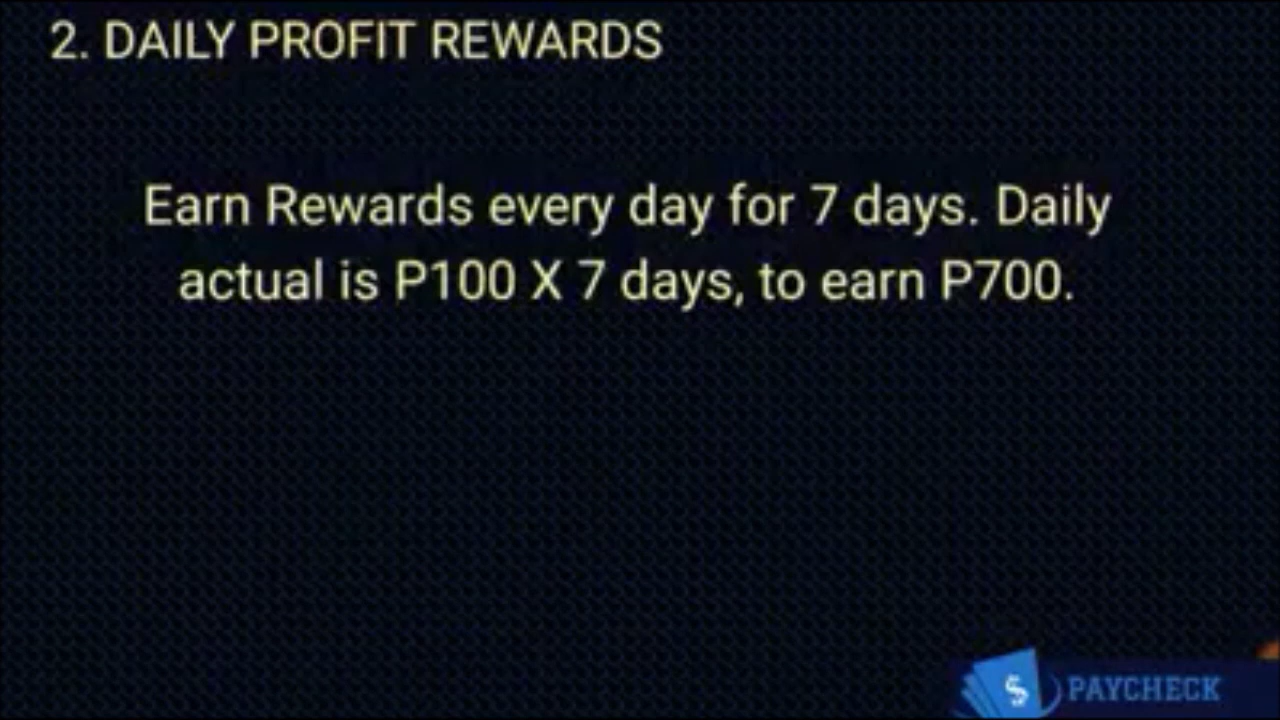 2. DAILY PROFIT REWARDS
Earn Rewards every day for 7 days. Daily
actual is P100 X 7 days, to earn P700.
$ PAYCHECK